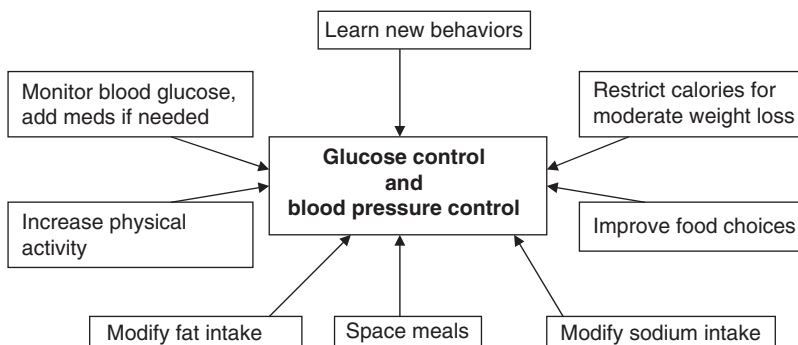 Learn new behaviors
Monitor blood glucose,
add meds if needed
Restrict calories for
moderate weight loss
Glucose control
and
blood pressure control
Increase physical
activity
Improve food choices
Modify fat intake
Space meals
Modify sodium intake